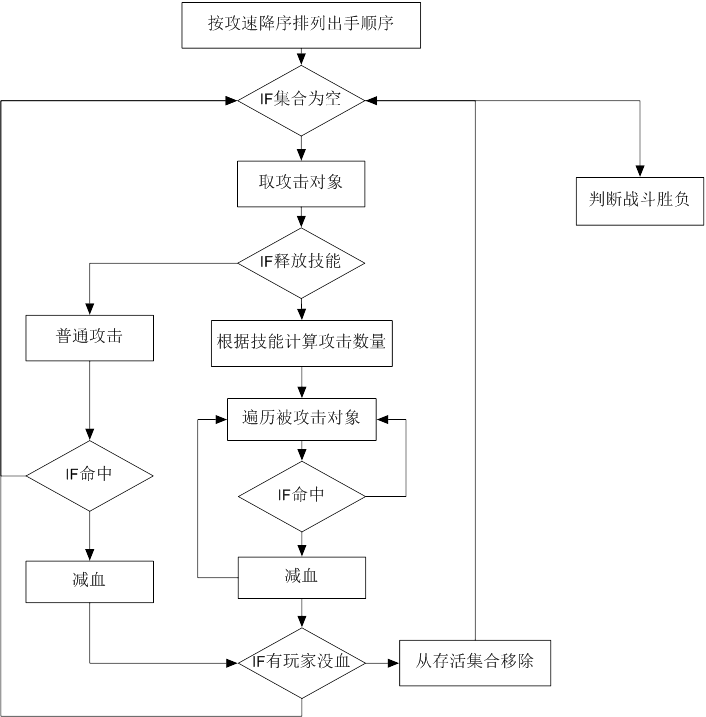 按攻速降序排列出手顺序
IF集合为空
取攻击对象
判断战斗胜负
IF释放技能
普通攻击
根据技能计算攻击数量
遍历被攻击对象
IF命中
IF命中
减血
减血
IF有玩家没血
从存活集合移除